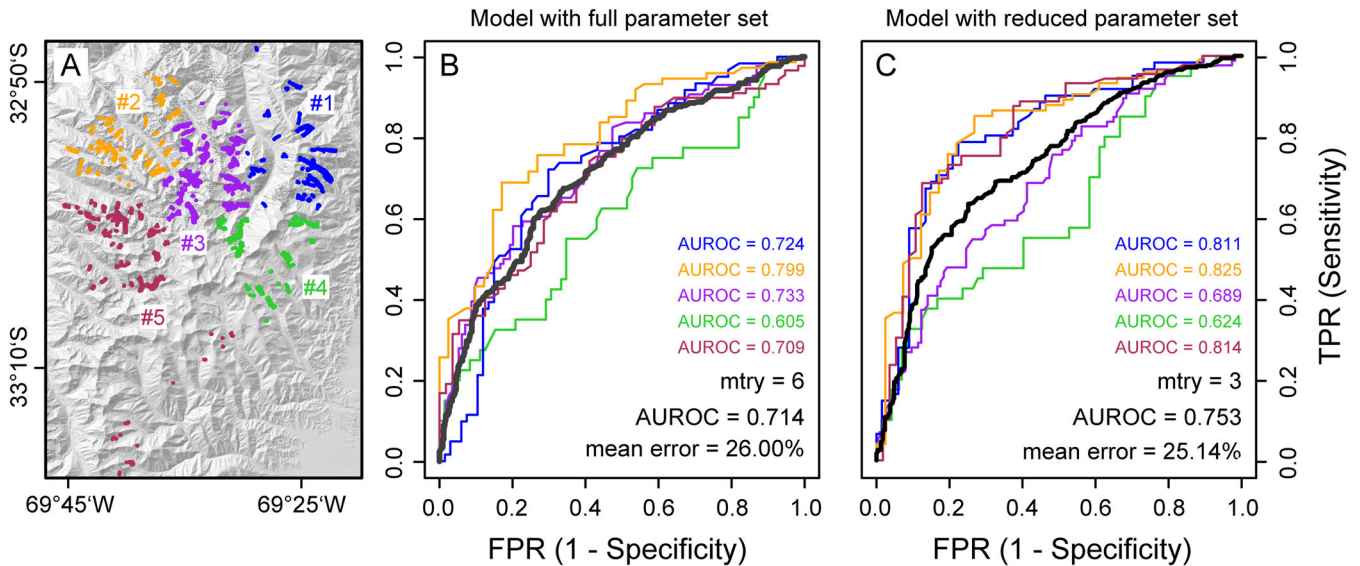 Model with full parameter set
Model with reduced parameter set
A
32°50'S
33°10'S
69°45'W
69°25'W
#1
#2
#3
#4
#5
B
1.0
0.8
0.6
0.4
0.2
0.0
AUROC = 0.724
AUROC = 0.799
AUROC = 0.733
AUROC = 0.605
AUROC = 0.709
mtry = 6
AUROC = 0.714
mean error = 26.00%
0.0 0.2 0.4 0.6 0.8 1.0
FPR (1 - Specificity)
C
AUROC = 0.811
AUROC = 0.825
AUROC = 0.689
AUROC = 0.624
AUROC = 0.814
mtry = 3
AUROC = 0.753
mean error = 25.14%
0.0 0.2 0.4 0.6 0.8 1.0
FPR (1 - Specificity)
1.0
0.8
0.6
0.4
0.2
0.0
TPR (Sensitivity)